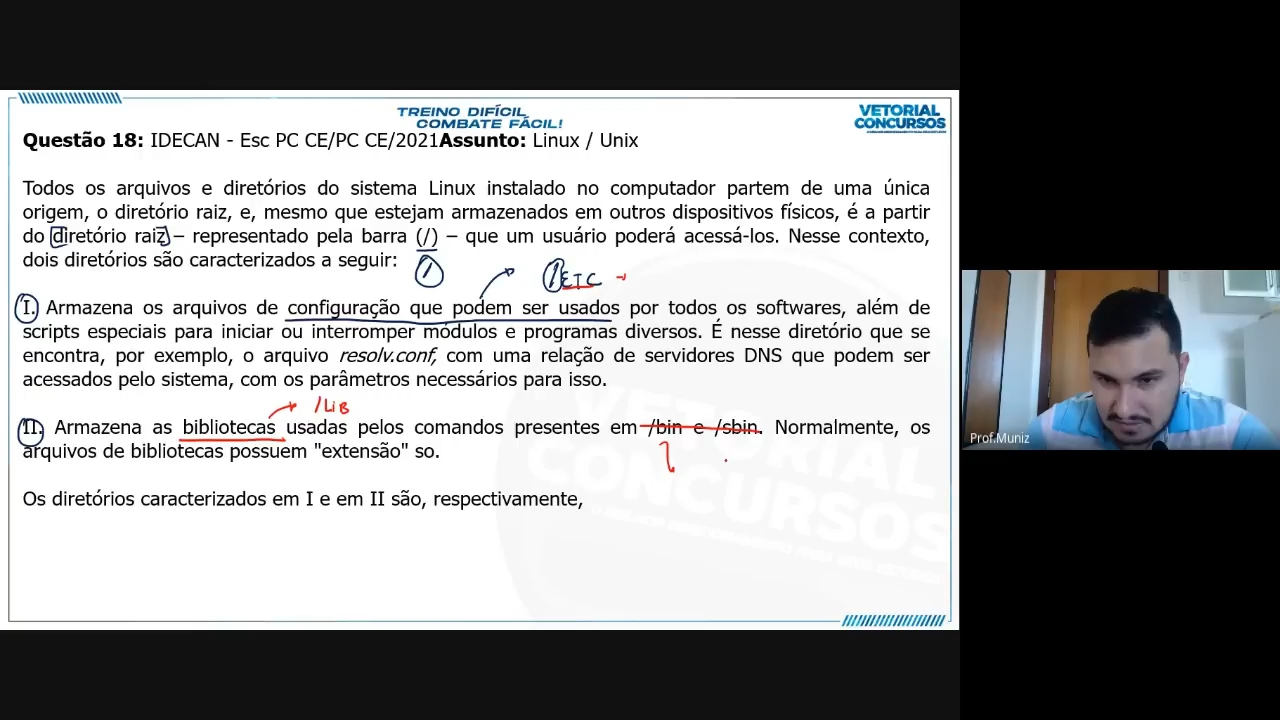 TREINO DIFÍCIL
COMBATE FÁCIL!
VETORIAL
CONCURSOS
Questão 18: IDECAN - Esc PC CE/PC CE/2021Assunto: Linux / Unix
Todos os arquivos e diretórios do sistema Linux instalado no computador partem de uma única
origem, o diretório raiz, e, mesmo que estejam armazenados em outros dispositivos físicos, é a partir
do diretório raiz – representado pela barra (/) – que um usuário poderá acessá-los. Nesse contexto,
dois diretórios são caracterizados a seguir:
/
/ETC
I. Armazena os arquivos de configuração que podem ser usados por todos os softwares, além de
scripts especiais para iniciar ou interromper módulos e programas diversos. É nesse diretório que se
encontra, por exemplo, o arquivo resolv.conf, com uma relação de servidores DNS que podem ser
acessados pelo sistema, com os parâmetros necessários para isso.
/LIB
II. Armazena as bibliotecas usadas pelos comandos presentes em /bin e /sbin. Normalmente, os
arquivos de bibliotecas possuem "extensão" so.
Os diretórios caracterizados em I e em II são, respectivamente,
VETORIAL
CONCURSOS
Prof.Muniz